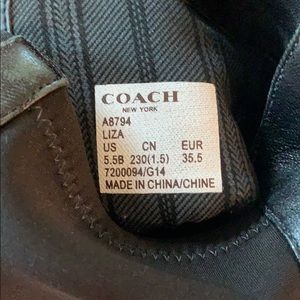 COACH
NEW YORK
A8794
LIZA
US CN EUR
5.5B 230(1.5) 35.5
7200094/G14
MADE IN CHINA/CHINE